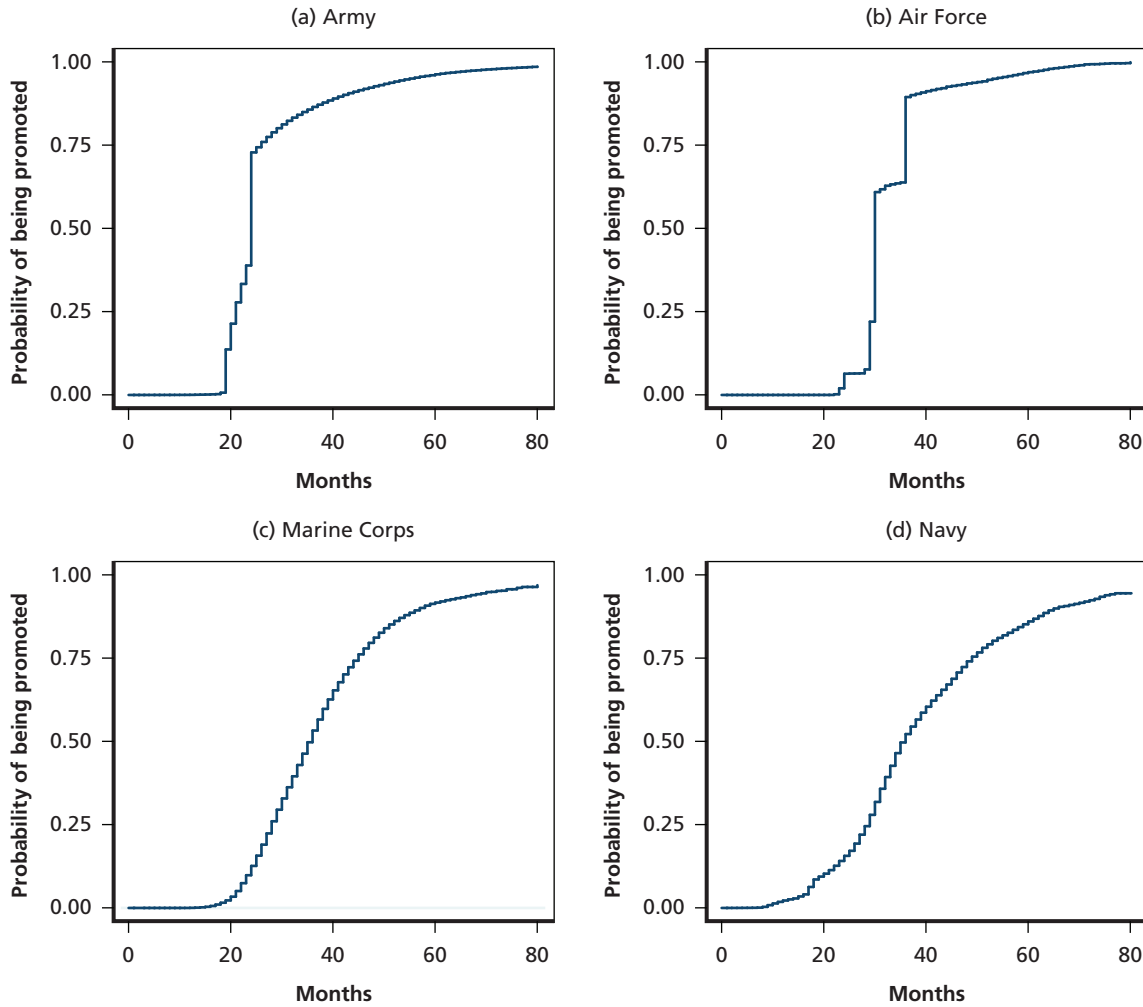 (a) Army
Probability of being promoted
1.00
0.75
0.50
0.25
0.00
0 20 40 60 80
Months
(b) Air Force
Probability of being promoted
1.00
0.75
0.50
0.25
0.00
0 20 40 60 80
Months
(c) Marine Corps
Probability of being promoted
1.00
0.75
0.50
0.25
0.00
0 20 40 60 80
Months
(d) Navy
Probability of being promoted
1.00
0.75
0.50
0.25
0.00
0 20 40 60 80
Months